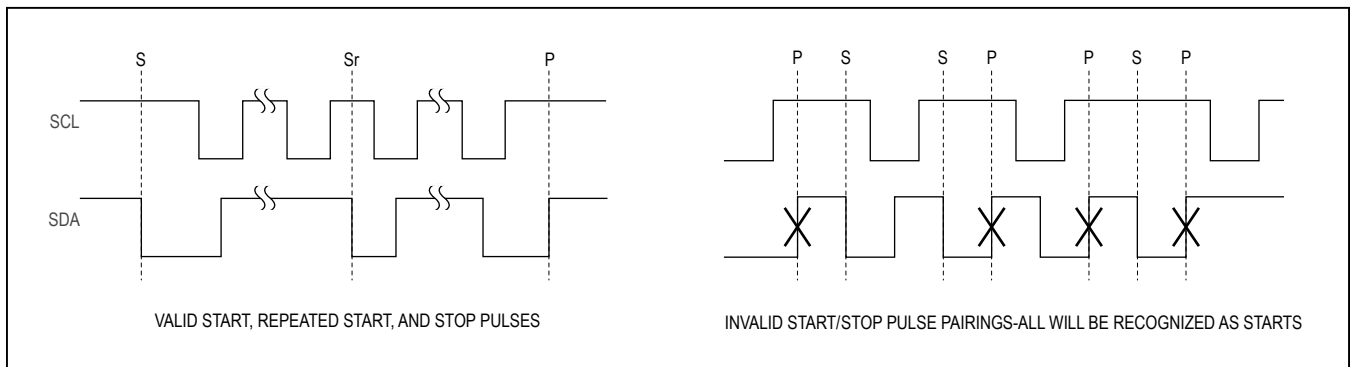 S Sr P
SCL
SDA
VALID START, REPEATED START, AND STOP PULSES
P S S P P S P
INVALID START/STOP PULSE PAIRINGS-ALL WILL BE RECOGNIZED AS STARTS